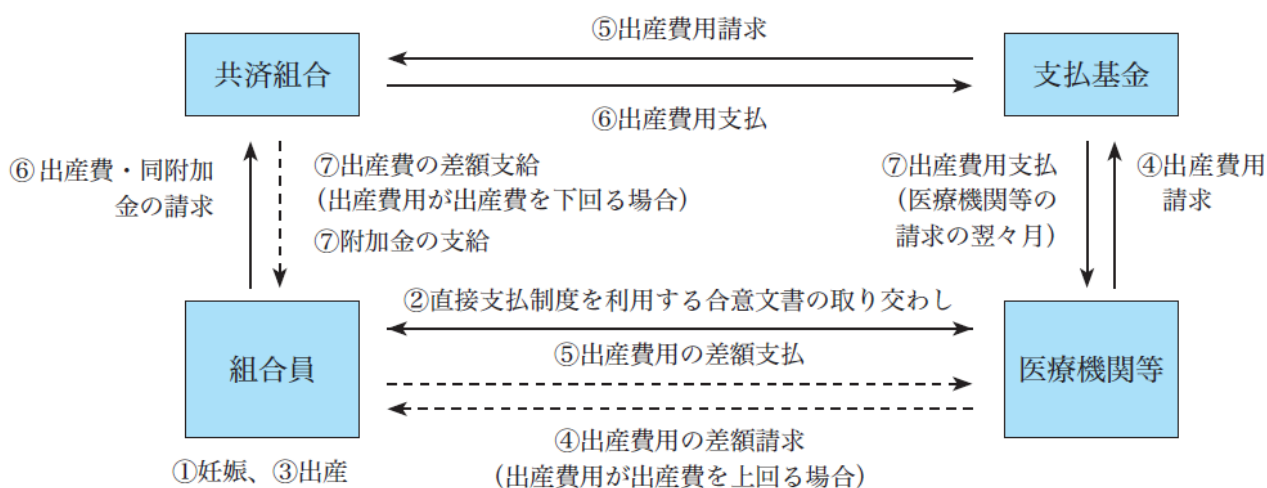 ⑤出産費用請求
共済組合
支払基金
⑥出産費用支払
⑥出産費・同附加
金の請求
⑦出産費の差額支給
(出産費用が出産費を下回る場合)
⑦附加金の支給
⑦出産費用支払
(医療機関等の
請求の翌々月)
④出産費用
請求
②直接支払制度を利用する合意文書の取り交わし
組合員
⑤出産費用の差額支払
医療機関等
④出産費用の差額請求
(出産費用が出産費を上回る場合)
①妊娠、③出産